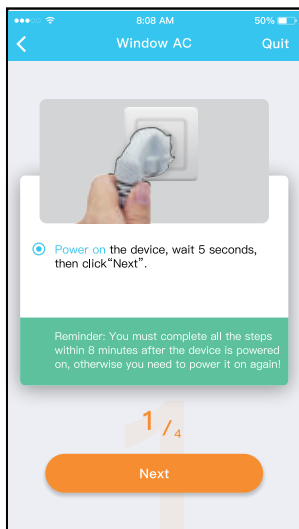 8:08 AM
50%
Window AC
Quit
Power on the device, wait 5 seconds,
then click“Next”.
Reminder: You must complete all the steps
within 8 minutes after the device is powered
on, otherwise you need to power it on again!
1 / 4
Next